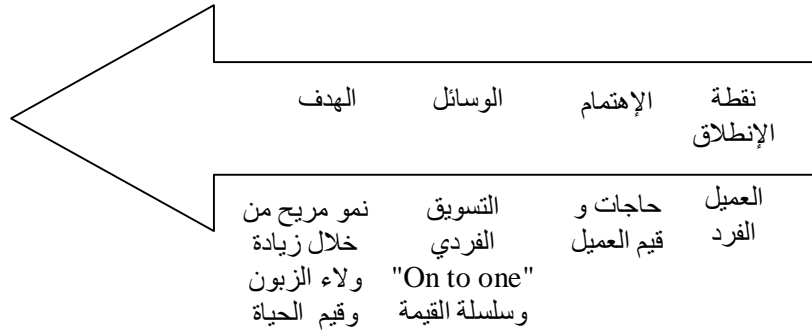 نقطة
الإنطلاق
الإهتمام
الوسائل
الهدف
العميل
الفرد
حاجات و
قيم العميل
التسويق
الفردي
"On to one"
وسلسلة القيمة
نمو مريح من
خلال زيادة
ولاء الزبون
وقيم الحياة